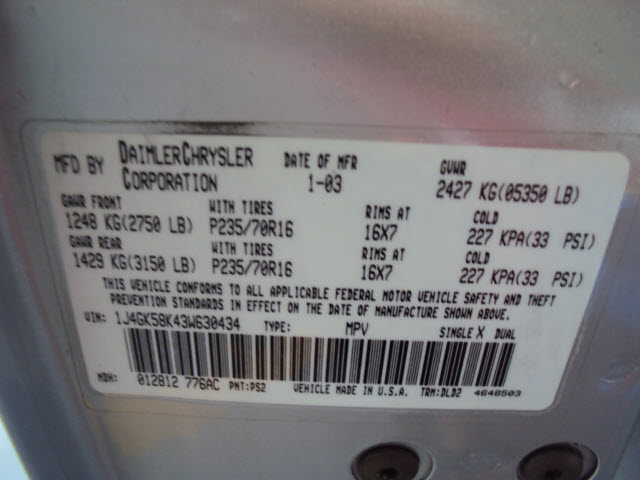 MFD BY DAIMLERCHRYSLER CORPORATION DATE OF MFR 1-03 GVWR 2427 KG(05350 LB)
GAWR FRONT WITH TIRES RIMS AT COLD
1248 KG(2750 LB) P235/70R16 16X7 227 KPA(33 PSI)
GAWR REAR WITH TIRES RIMS AT COLD
1429 KG(3150 LB) P235/70R16 16X7 227 KPA(33 PSI)
THIS VEHICLE CONFORMS TO ALL APPLICABLE FEDERAL MOTOR VEHICLE SAFETY AND THEFT
PREVENTION STANDARDS IN EFFECT ON THE DATE OF MANUFACTURE SHOWN ABOVE.
VIN: 1J4GK58K43W630434 TYPE: MPV SINGLE X DUAL
MDH: 012812 776AC PNT:PS2 VEHICLE MADE IN U.S.A. TRM:DLD2 4648503